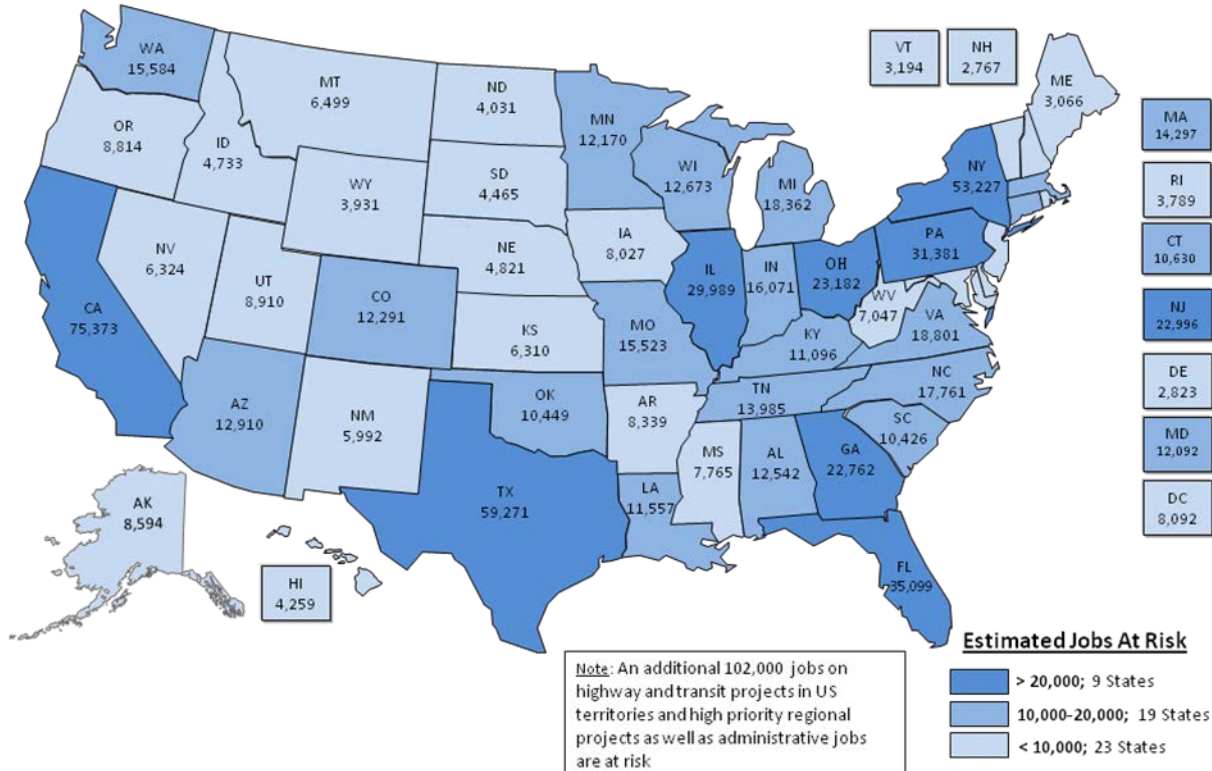 VT
3,194
NH
2,767
WA
15,584
MT
6,499
ND
4,031
ME
3,066
MN
12,170
OR
8,814
ID
4,733
MA
14,297
WI
12,673
NY
53,227
SD
4,465
MI
18,362
WY
3,931
RI
3,789
PA
31,381
IA
8,027
NV
6,324
NE
4,821
CT
10,630
UT
8,910
IL
29,989
IN
16,071
OH
23,182
CO
12,291
CA
75,373
WV
7,047
NJ
22,996
VA
18,801
KS
6,310
MO
15,523
KY
11,096
DE
2,823
NC
17,761
TN
13,985
AZ
12,910
NM
5,992
OK
10,449
AR
8,339
SC
10,426
MD
12,092
MS
7,765
AL
12,542
GA
22,762
TX
59,271
LA
11,557
AK
8,594
DC
8,092
HI
4,259
FL
35,099
Note: An additional 102,000 jobs on
highway and transit projects in US
territories and high priority regional
projects as well as administrative jobs
are at risk
Estimated Jobs At Risk
> 20,000; 9 States
10,000-20,000; 19 States
< 10,000; 23 States